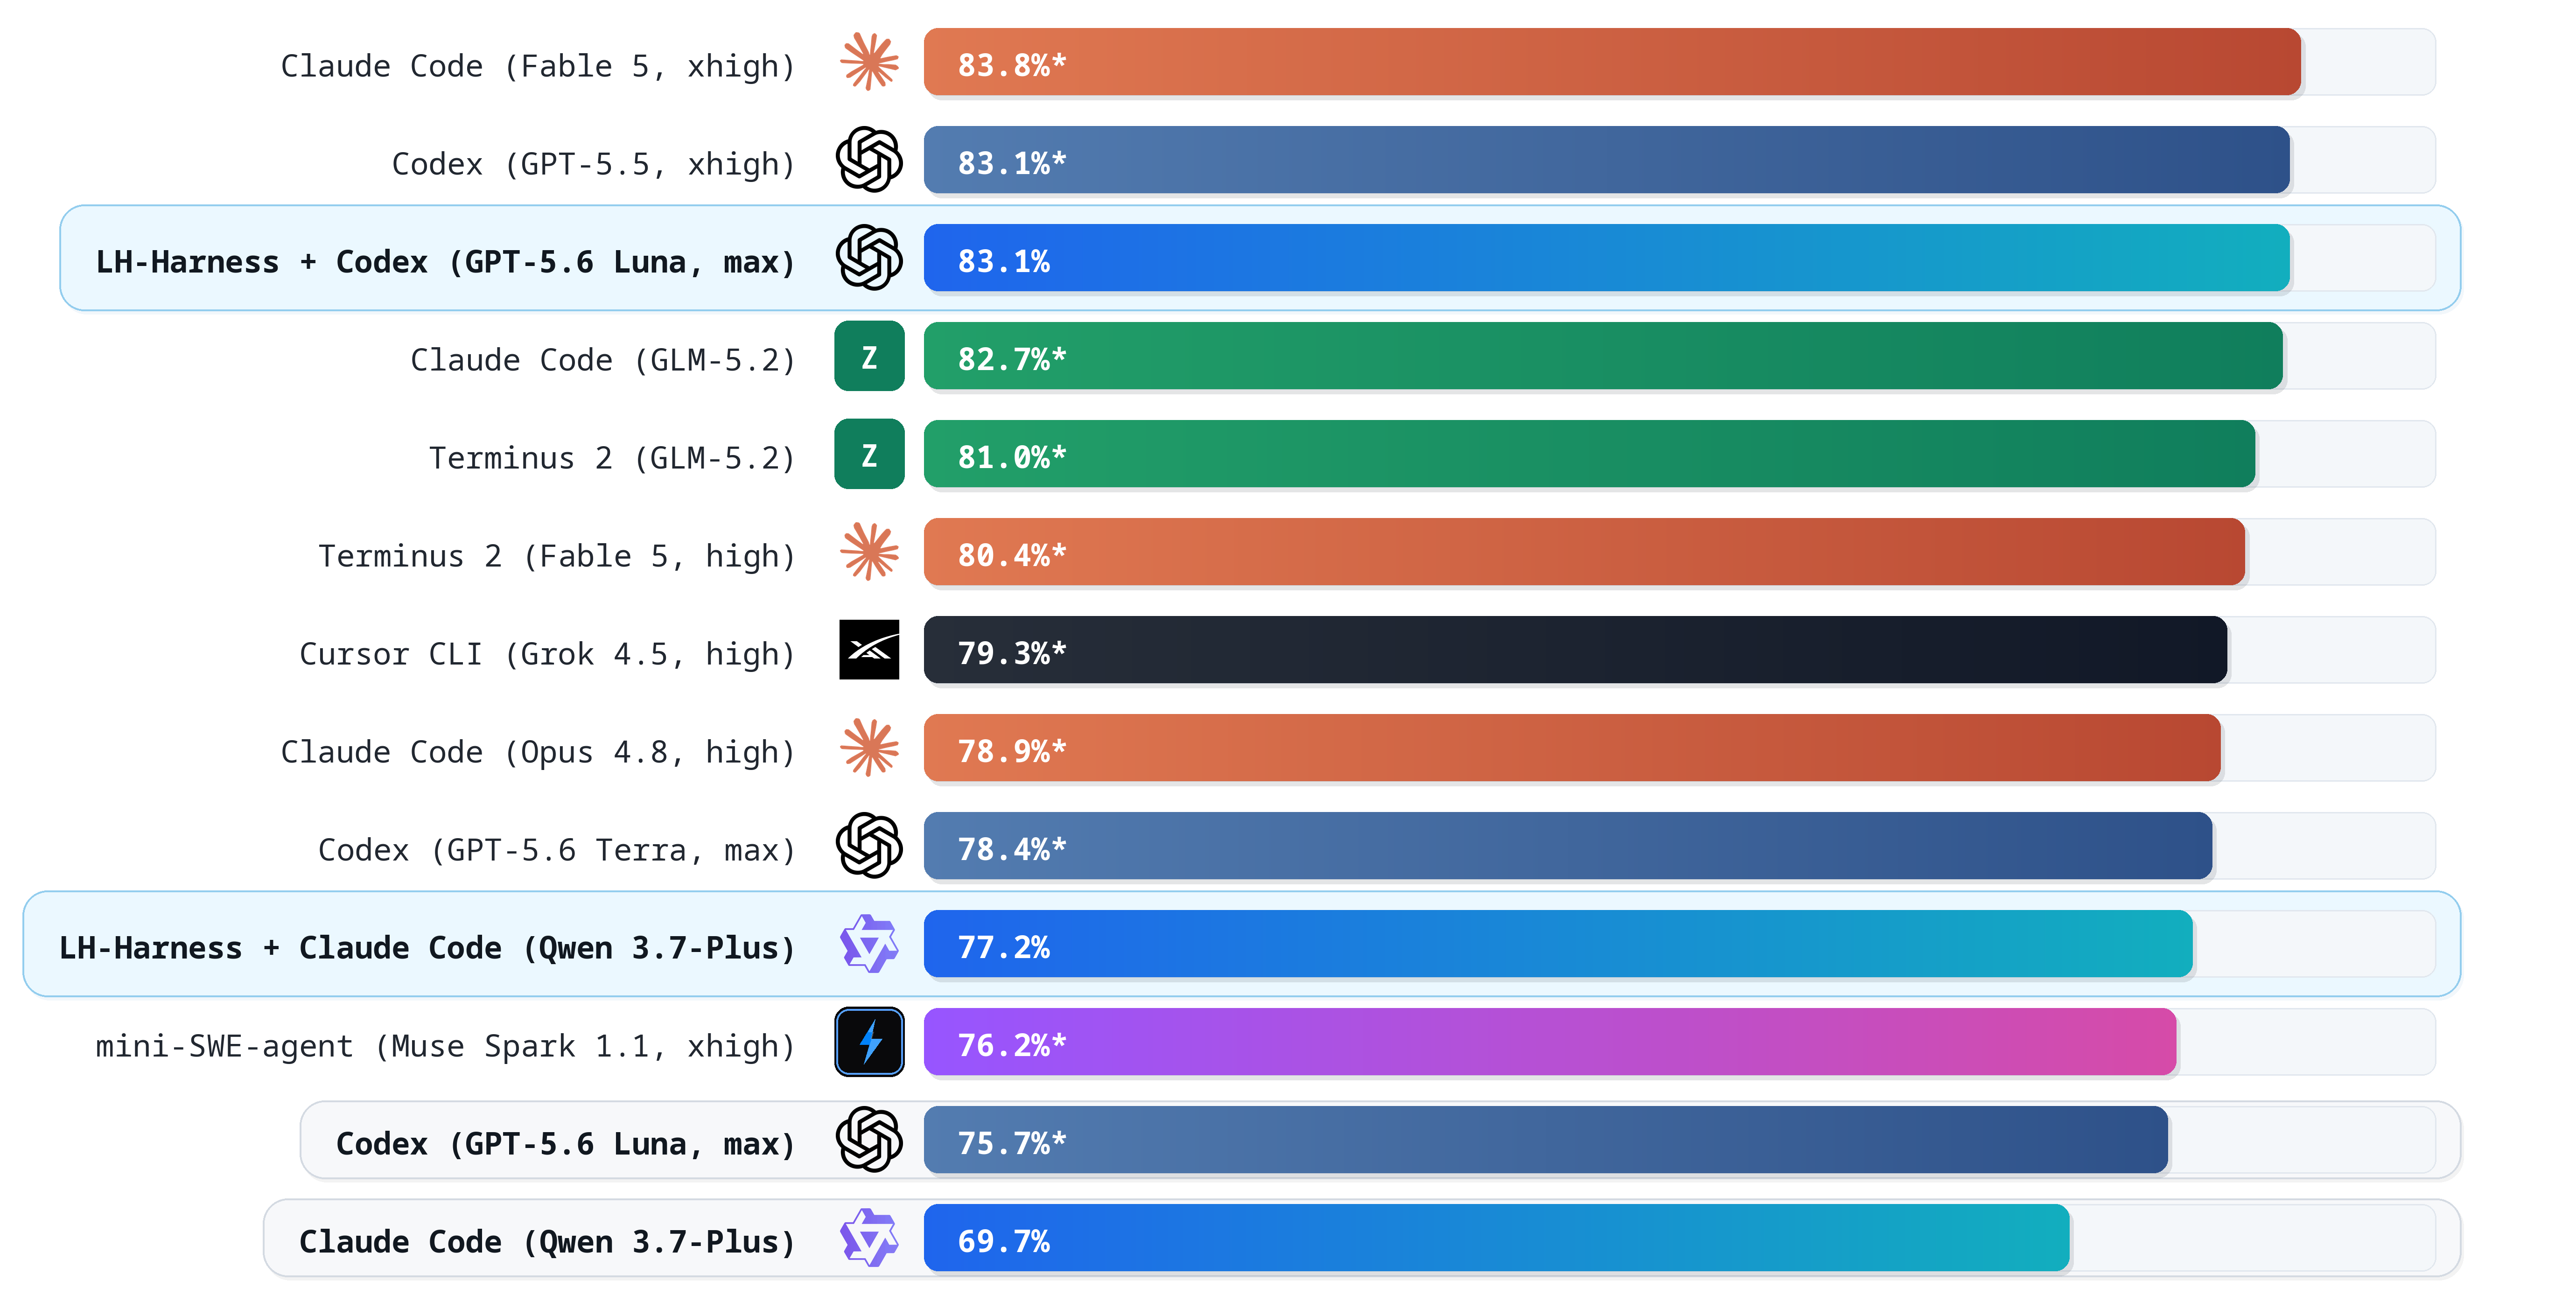 Claude Code (Fable 5, xhigh) 83.8%*
Codex (GPT-5.5, xhigh) 83.1%*
LH-Harness + Codex (GPT-5.6 Luna, max) 83.1%
Claude Code (GLM-5.2) Z 82.7%*
Terminus 2 (GLM-5.2) Z 81.0%*
Terminus 2 (Fable 5, high) 80.4%*
Cursor CLI (Grok 4.5, high) 79.3%*
Claude Code (Opus 4.8, high) 78.9%*
Codex (GPT-5.6 Terra, max) 78.4%*
LH-Harness + Claude Code (Qwen 3.7-Plus) 77.2%
mini-SWE-agent (Muse Spark 1.1, xhigh) 76.2%*
Codex (GPT-5.6 Luna, max) 75.7%*
Claude Code (Qwen 3.7-Plus) 69.7%